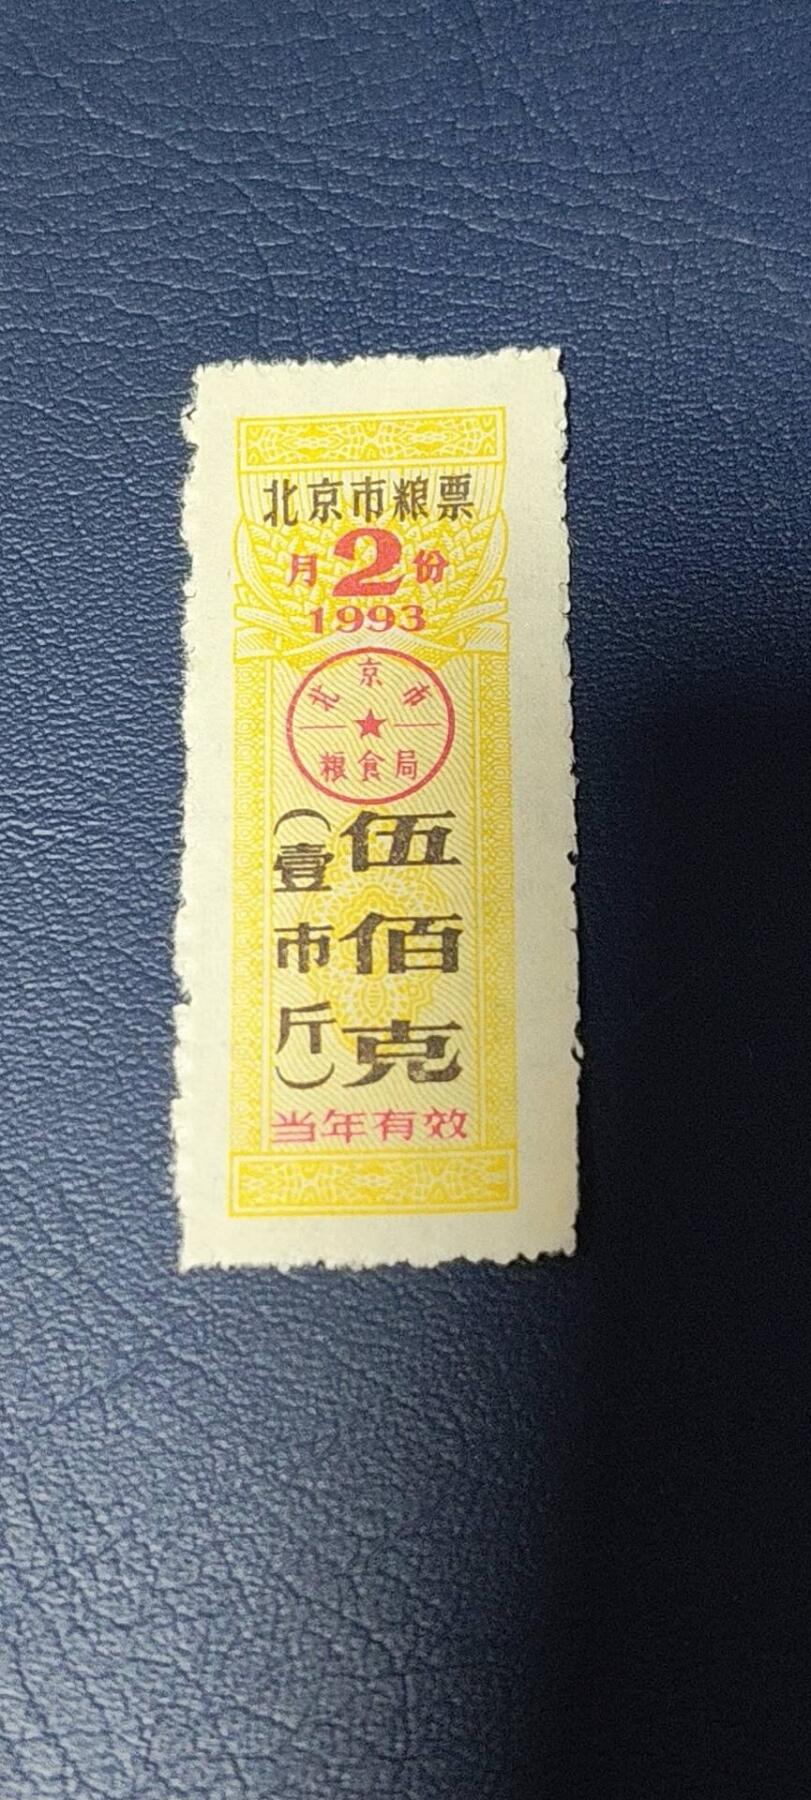 北京市粮票
月2份
1993
北京市
粮食局
伍佰克
(壹市斤)
当年有效